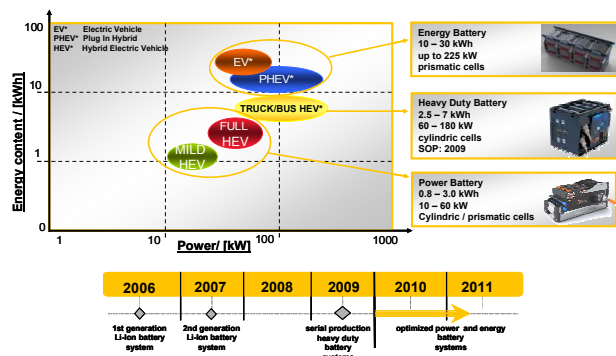 EV* Electric Vehicle
PHEV* Plug In Hybrid
HEV* Hybrid Electric Vehicle
Energy content / [kWh]
100
10
1
0
EV*
PHEV*
TRUCK/BUS HEV*
FULL
HEV
MILD
HEV
1 10 100 1000
Power/ [kW]
Energy Battery
10 – 30 kWh
up to 225 kW
prismatic cells
Heavy Duty Battery
2.5 – 7 kWh
60 – 180 kW
cylindric cells
SOP: 2009
Power Battery
0.8 – 3.0 kWh
10 – 60 kW
Cylindric / prismatic cells
2006 2007 2008 2009 2010 2011
1st generation
Li-Ion battery
system
2nd generation
Li-Ion battery
system
serial production
heavy duty
battery
systems
optimized power and energy
battery
systems